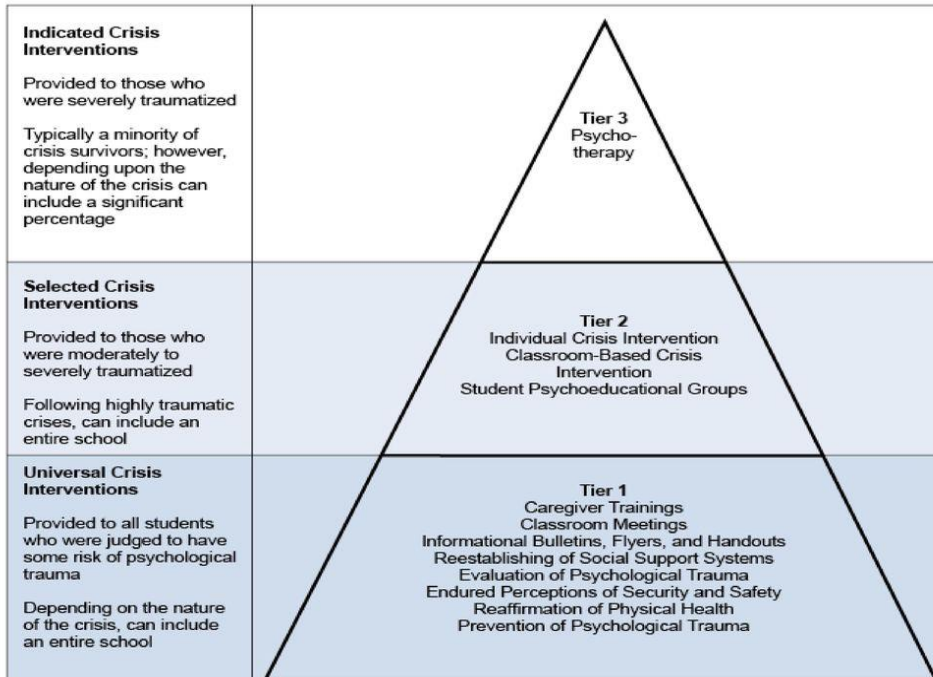 Indicated Crisis
Interventions
Provided to those who
were severely traumatized
Typically a minority of
crisis survivors; however,
depending upon the
nature of the crisis can
include a significant
percentage
Tier 3
Psycho-
therapy
Selected Crisis
Interventions
Provided to those who
were moderately to
severely traumatized
Following highly traumatic
crises, can include an
entire school
Tier 2
Individual Crisis Intervention
Classroom-Based Crisis
Intervention
Student Psychoeducational Groups
Universal Crisis
Interventions
Provided to all students
who were judged to have
some risk of psychological
trauma
Depending on the nature
of the crisis, can include
an entire school
Tier 1
Caregiver Trainings
Classroom Meetings
Informational Bulletins, Flyers, and Handouts
Reestablishing of Social Support Systems
Evaluation of Psychological Trauma
Endured Perceptions of Security and Safety
Reaffirmation of Physical Health
Prevention of Psychological Trauma